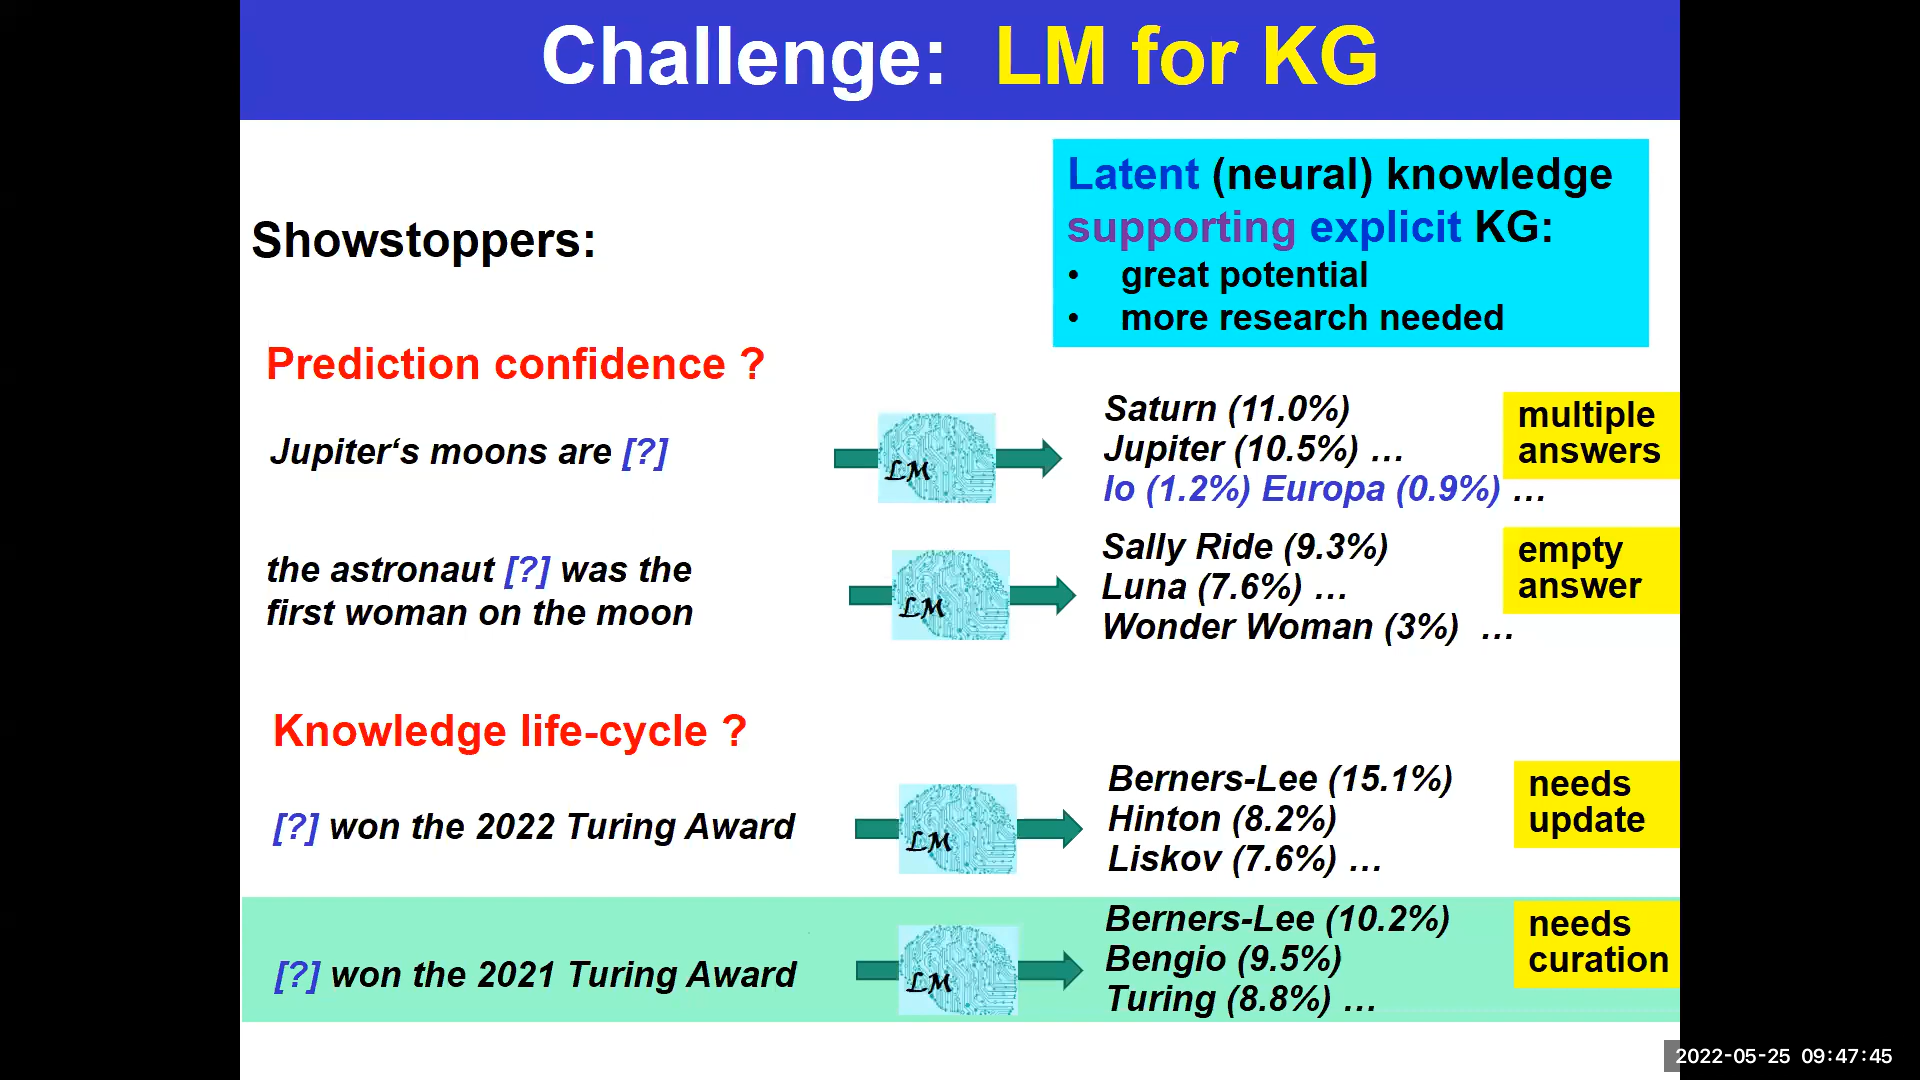 Challenge: LM for KG
Latent (neural) knowledge
supporting explicit KG:
• great potential
• more research needed
Showstoppers:
Prediction confidence ?
Jupiter‘s moons are [?]
LM
Saturn (11.0%)
Jupiter (10.5%) …
Io (1.2%) Europa (0.9%) …
multiple
answers
the astronaut [?] was the
first woman on the moon
LM
Sally Ride (9.3%)
Luna (7.6%) …
Wonder Woman (3%) …
empty
answer
Knowledge life-cycle ?
[?] won the 2022 Turing Award
LM
Berners-Lee (15.1%)
Hinton (8.2%)
Liskov (7.6%) …
needs
update
[?] won the 2021 Turing Award
LM
Berners-Lee (10.2%)
Bengio (9.5%)
Turing (8.8%) …
needs
curation
2022-05-25 09:47:45